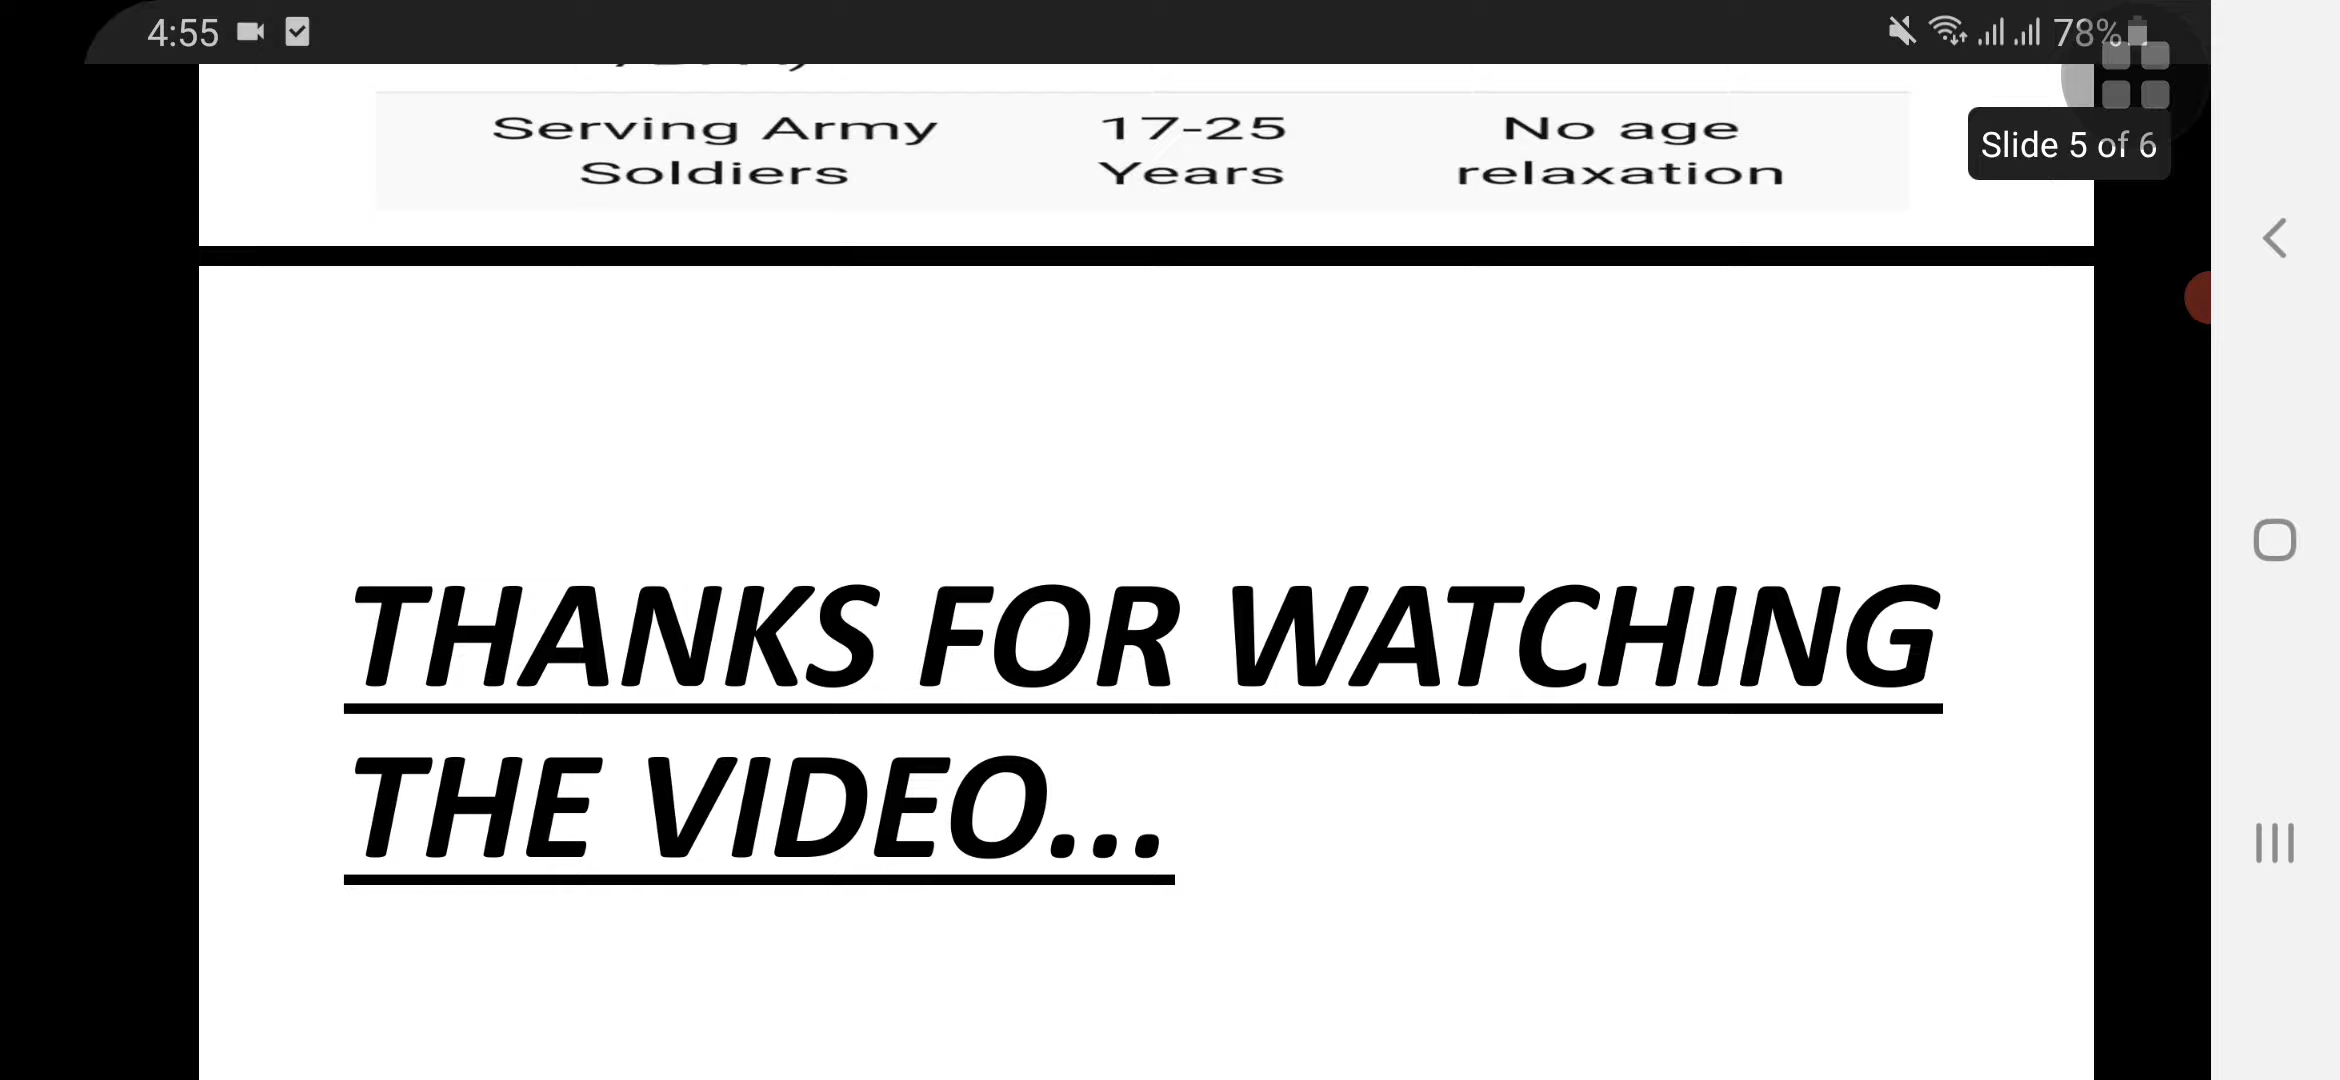 4:55
78%
Serving Army 17-25 No age
Soldiers Years relaxation
Slide 5 of 6
THANKS FOR WATCHING
THE VIDEO...